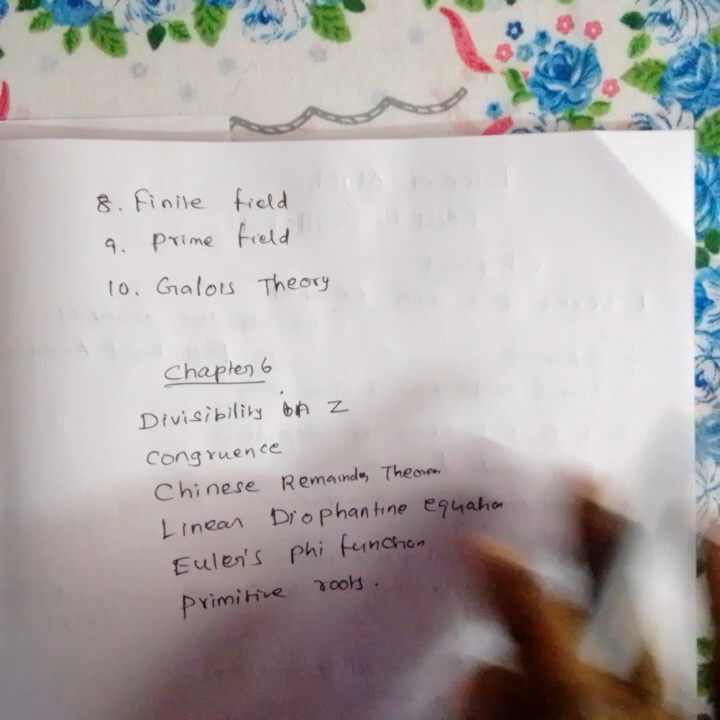 8. Finite field
9. Prime field
10. Galois Theory
Chapter 6
Divisibility in Z
Congruence
Chinese Remainder Theorem
Linear Diophantine equation
Euler's phi function
Primitive roots.